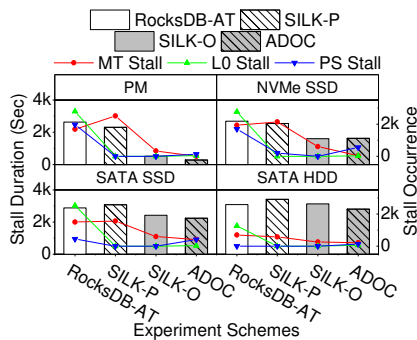 RocksDB-AT SILK-P
SILK-O ADOC
MT Stall L0 Stall PS Stall
PM NVMe SSD
4k
2k
2k
0
0
SATA SSD SATA HDD
4k
2k
2k
0
0
Stall Duration (Sec)
Stall Occurrence
RocksDB-AT SILK-P SILK-O ADOC RocksDB-AT SILK-P SILK-O ADOC
Experiment Schemes